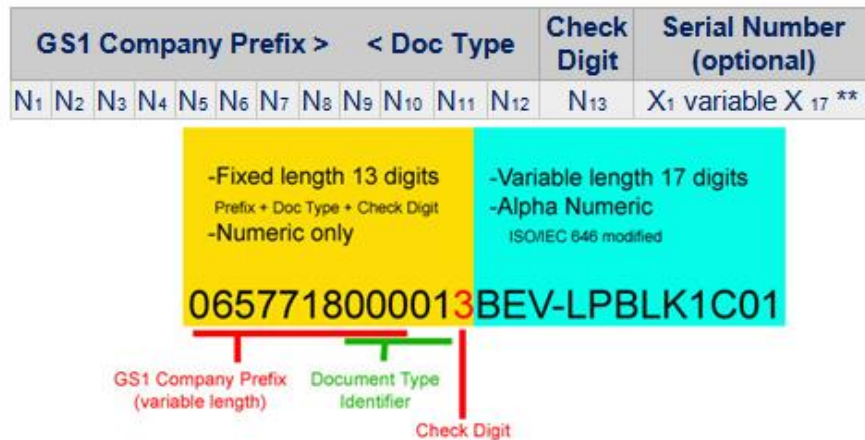 GS1 Company Prefix > < Doc Type Check Digit Serial Number (optional)
N₁ N₂ N₃ N₄ N₅ N₆ N₇ N₈ N₉ N₁₀ N₁₁ N₁₂ N₁₃ X₁ variable X ₁₇ **
-Fixed length 13 digits
Prefix + Doc Type + Check Digit
-Numeric only
-Variable length 17 digits
-Alpha Numeric
ISO/IEC 646 modified
0657718000013BEV-LPBLK1C01
GS1 Company Prefix
(variable length)
Document Type
Identifier
Check Digit